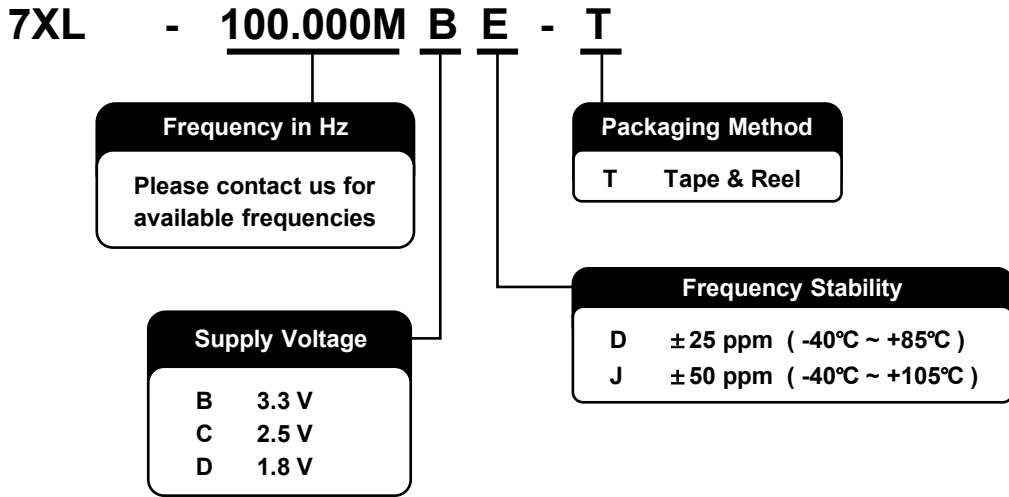 7XL - 100.000M B E - T
Frequency in Hz
Please contact us for
available frequencies
Packaging Method
T Tape & Reel
Supply Voltage
B 3.3 V
C 2.5 V
D 1.8 V
Frequency Stability
D ± 25 ppm ( -40℃ ~ +85℃ )
J ± 50 ppm ( -40℃ ~ +105℃ )